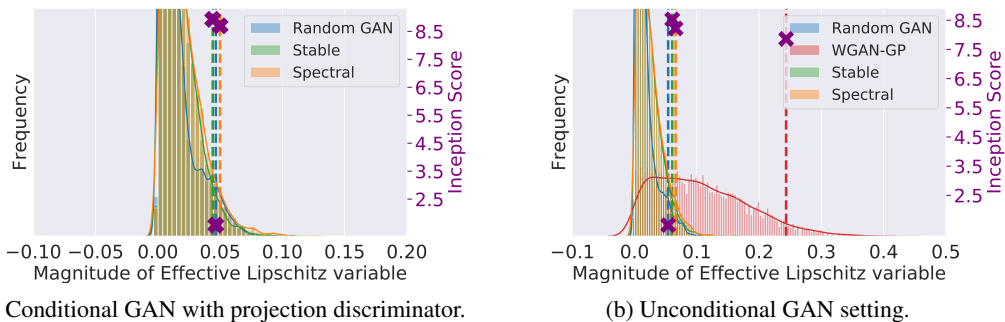 Frequency
Random GAN
Stable
Spectral
8.5
7.5
6.5
5.5
4.5
3.5
2.5
Inception Score
−0.10 −0.05 0.00 0.05 0.10 0.15 0.20
Magnitude of Effective Lipschitz variable
Conditional GAN with projection discriminator.
Frequency
Random GAN
WGAN-GP
Stable
Spectral
8.5
7.5
6.5
5.5
4.5
3.5
2.5
Inception Score
−0.1 0.0 0.1 0.2 0.3 0.4 0.5
Magnitude of Effective Lipschitz variable
(b) Unconditional GAN setting.